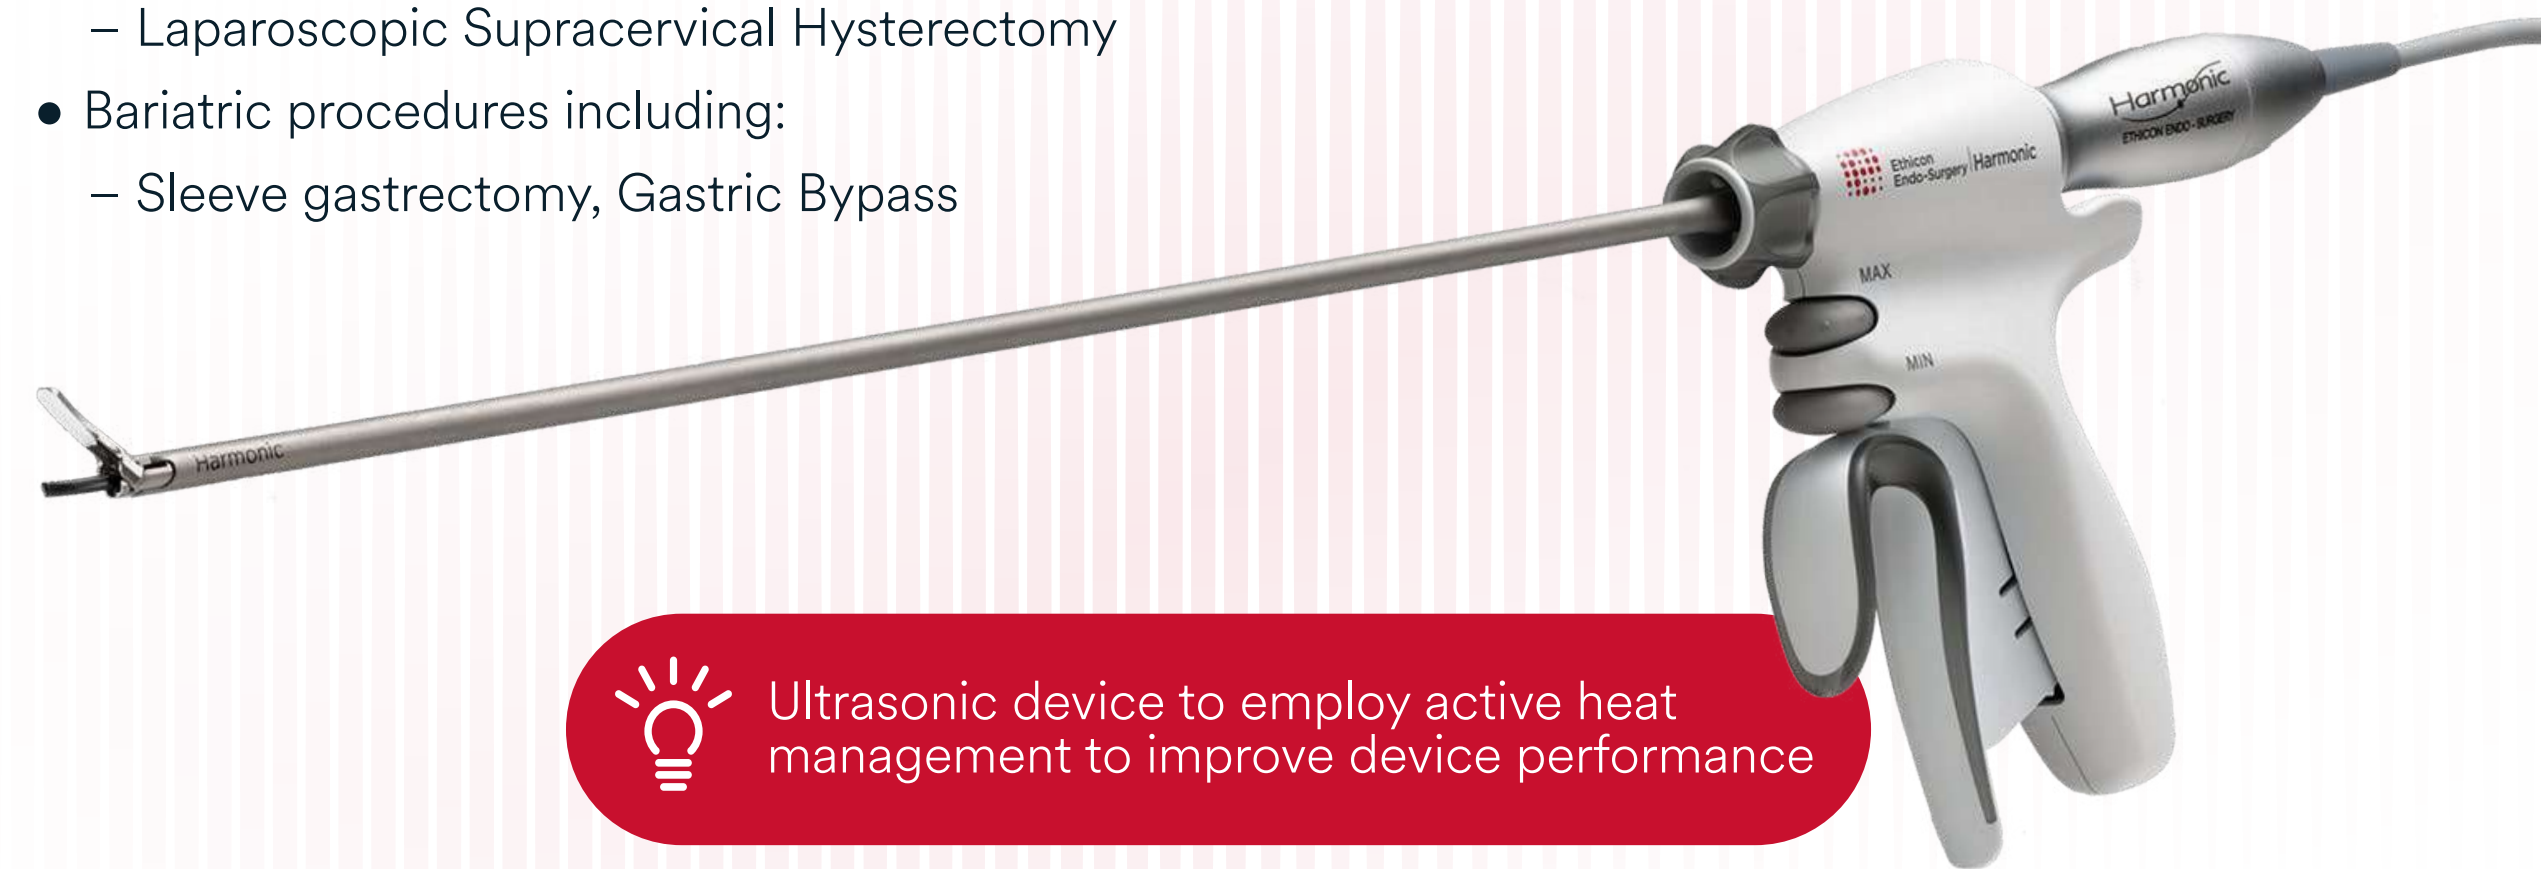 – Laparoscopic Supracervical Hysterectomy
● Bariatric procedures including:
– Sleeve gastrectomy, Gastric Bypass
Harmonic
ETHICON ENDO-SURGERY
Ethicon
Endo-Surgery | Harmonic
MAX
MIN
Harmonic
Ultrasonic device to employ active heat
management to improve device performance